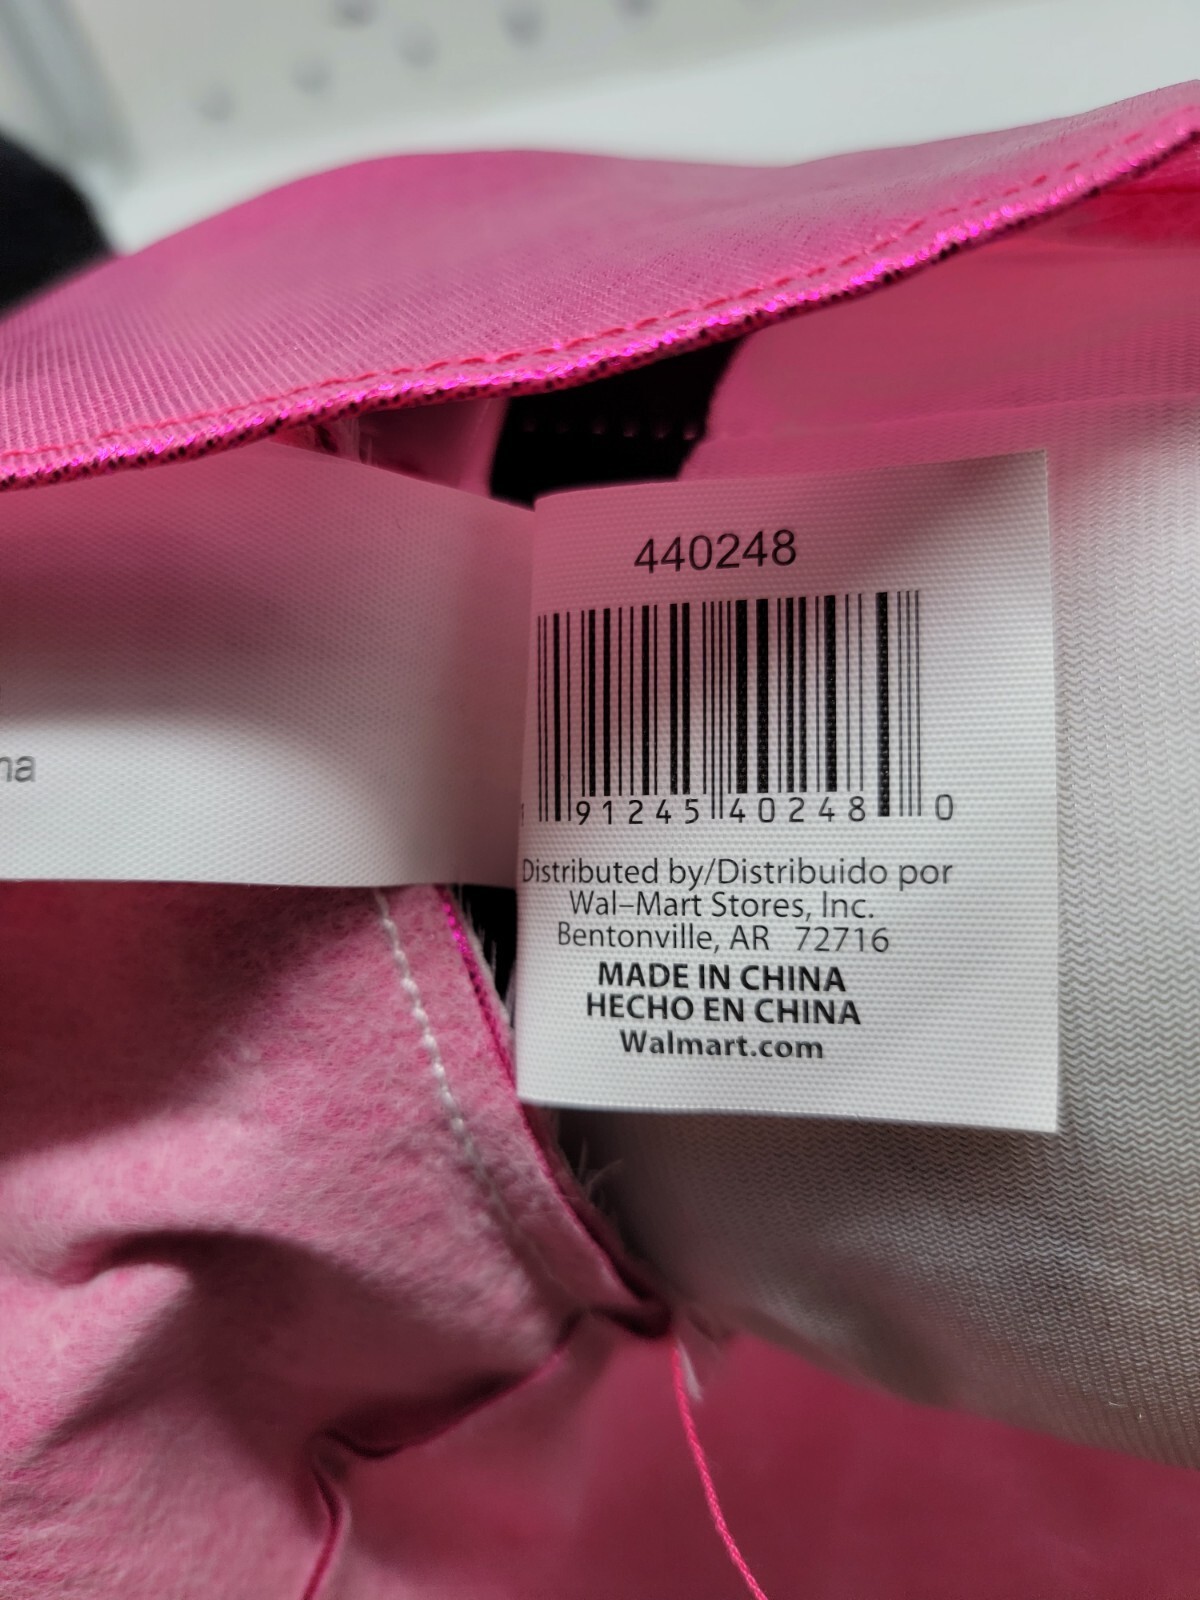 440248
91245 40248 0
Distributed by/Distribuido por
Wal-Mart Stores, Inc.
Bentonville, AR 72716
MADE IN CHINA
HECHO EN CHINA
Walmart.com